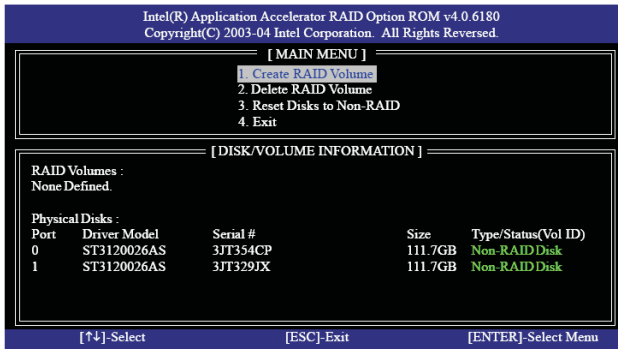 Intel(R) Application Accelerator RAID Option ROM v4.0.6180
Copyright(C) 2003-04 Intel Corporation. All Rights Reversed.
[ MAIN MENU ]
1. Create RAID Volume
2. Delete RAID Volume
3. Reset Disks to Non-RAID
4. Exit
[ DISK/VOLUME INFORMATION ]
RAID Volumes :
None Defined.
Physical Disks :
Port Driver Model Serial # Size Type/Status(Vol ID)
0 ST3120026AS 3JT354CP 111.7GB Non-RAID Disk
1 ST3120026AS 3JT329JX 111.7GB Non-RAID Disk
[↑↓]-Select [ESC]-Exit [ENTER]-Select Menu